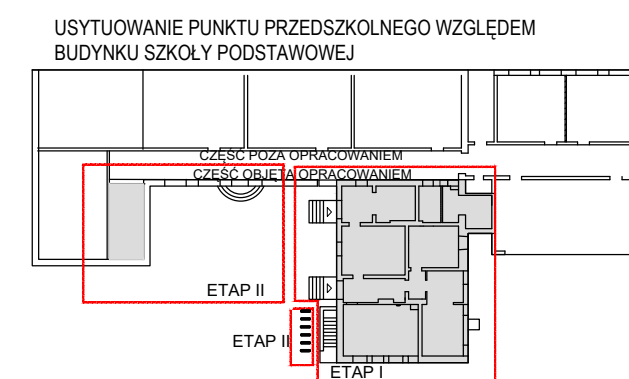 USYTUOWANIE PUNKTU PRZEDSZKOLNEGO WZGLĘDEM
BUDYNKU SZKOŁY PODSTAWOWEJ
CZĘŚĆ POZA OPRACOWANIEM
CZĘŚĆ OBJĘTA OPRACOWANIEM
ETAP II
ETAP II
ETAP I